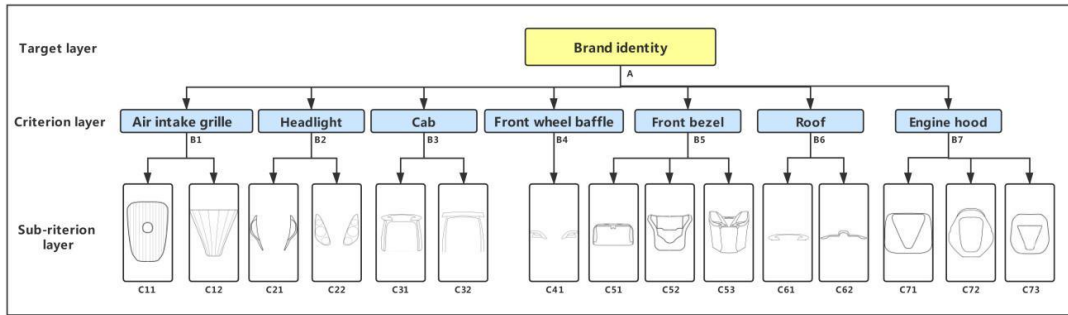 Target layer
Brand identity
A
Criterion layer
Air intake grille
Headlight
Cab
Front wheel baffle
Front bezel
Roof
Engine hood
B1
B2
B3
B4
B5
B6
B7
Sub-riterion
layer
C11
C12
C21
C22
C31
C32
C41
C51
C52
C53
C61
C62
C71
C72
C73